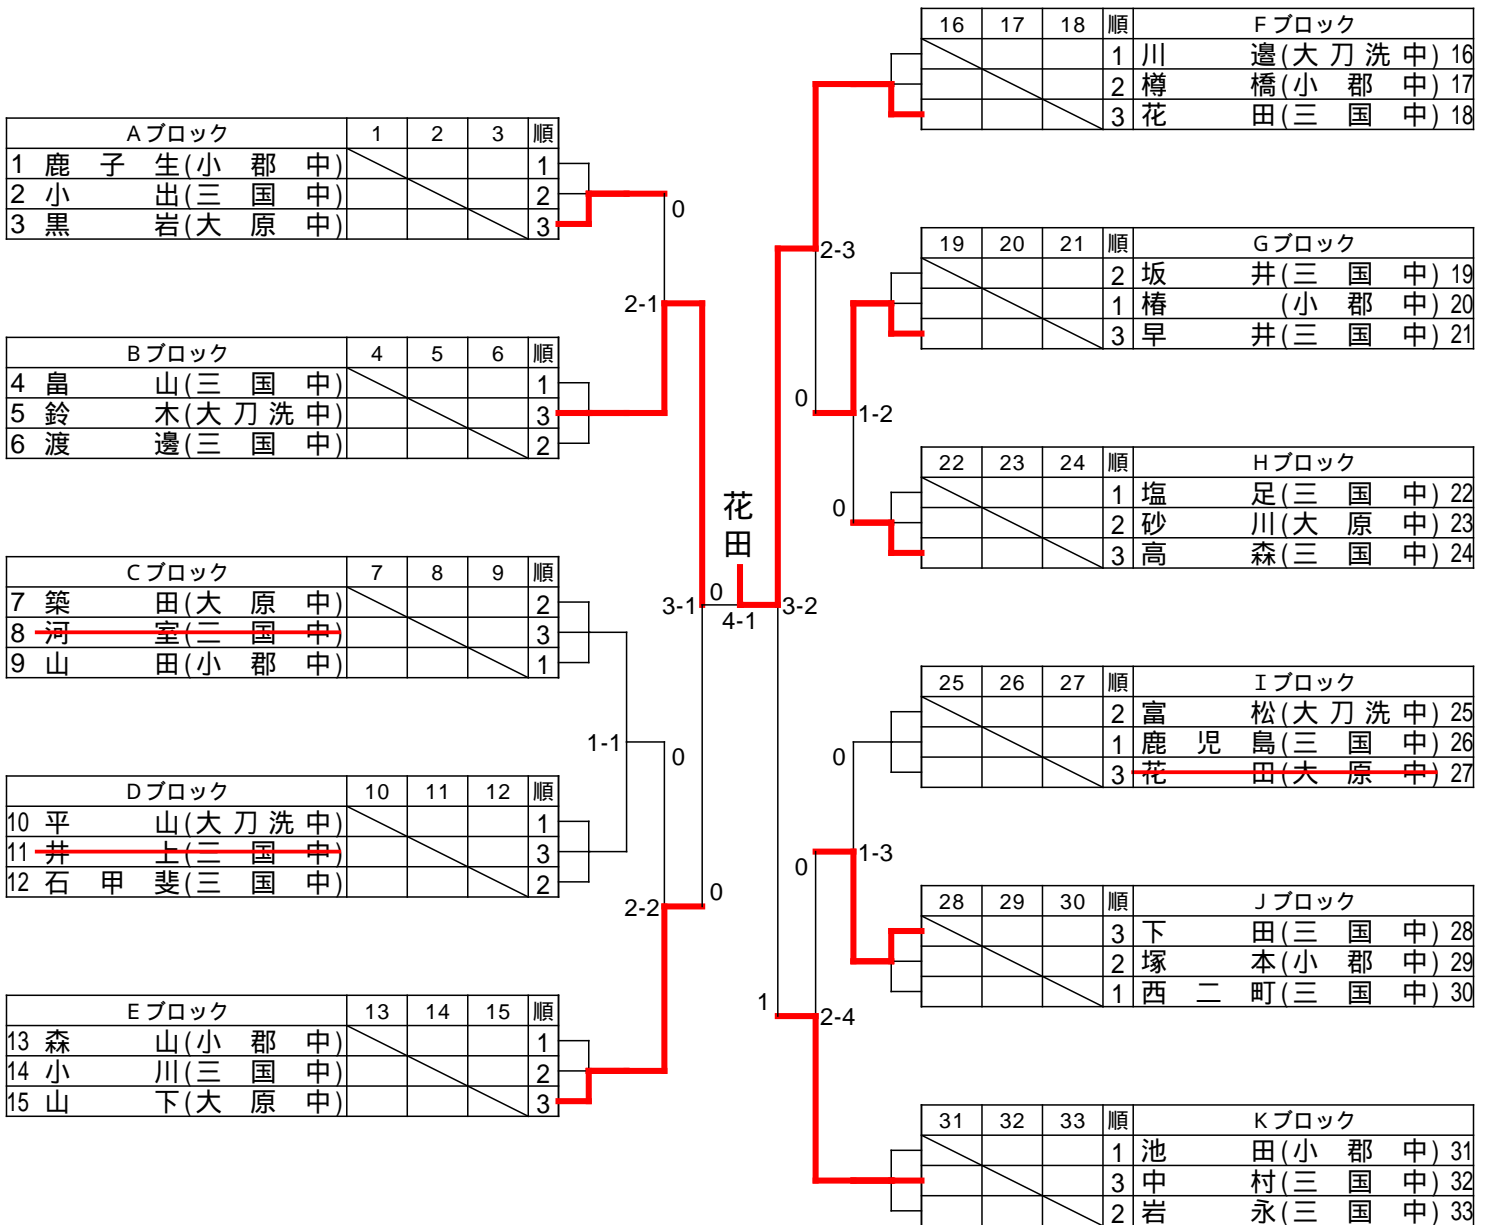 Aブロック 1 2 3 順
1 鹿子生(小郡中) 1
2 小出(三国中) 2
3 黒岩(大原中) 3
Bブロック 4 5 6 順
4 畠山(三国中) 1
5 鈴木(大刀洗中) 3
6 渡邊(三国中) 2
Cブロック 7 8 9 順
7 築田(大原中) 2
8 河室(三国中) 3
9 山田(小郡中) 1
Dブロック 10 11 12 順
10 平山(大刀洗中) 1
11 井上(三国中) 3
12 石甲斐(三国中) 2
Eブロック 13 14 15 順
13 森山(小郡中) 1
14 小川(三国中) 2
15 山下(大原中) 3
0
2-1
1-1
0
2-2
0
3-1
0
花田
4-1
3-2
2-3
0
1-2
0
0
1-3
0
1
2-4
16 17 18 順 Fブロック
1 川邉(大刀洗中) 16
2 樽橋(小郡中) 17
3 花田(三国中) 18
19 20 21 順 Gブロック
2 坂井(三国中) 19
1 椿(小郡中) 20
3 早井(三国中) 21
22 23 24 順 Hブロック
1 塩足(三国中) 22
2 砂川(大原中) 23
3 高森(三国中) 24
25 26 27 順 Iブロック
2 富松(大刀洗中) 25
1 鹿児島(三国中) 26
3 花田(大原中) 27
28 29 30 順 Jブロック
3 下田(三国中) 28
2 塚本(小郡中) 29
1 西二町(三国中) 30
31 32 33 順 Kブロック
1 池田(小郡中) 31
3 中村(三国中) 32
2 岩永(三国中) 33